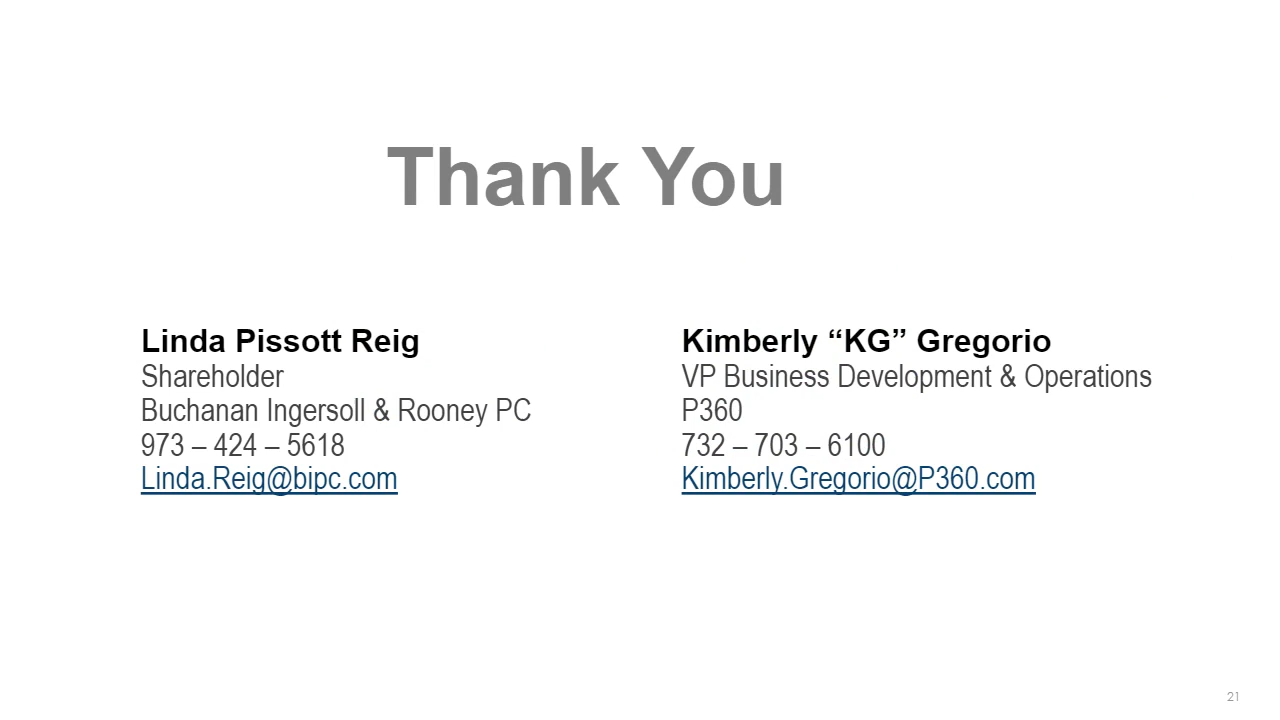 Thank You
Linda Pissott Reig
Shareholder
Buchanan Ingersoll & Rooney PC
973 – 424 – 5618
Linda.Reig@bipc.com
Kimberly “KG” Gregorio
VP Business Development & Operations
P360
732 – 703 – 6100
Kimberly.Gregorio@P360.com
21